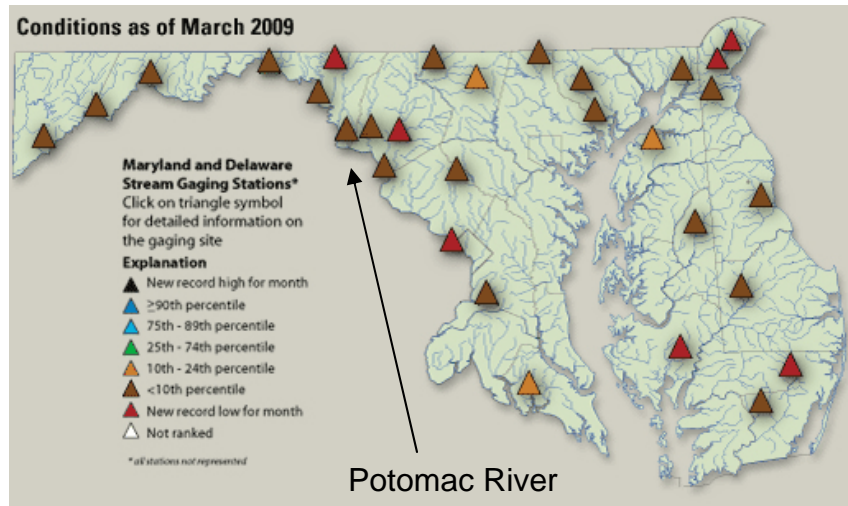 Conditions as of March 2009
Maryland and Delaware
Stream Gaging Stations*
Click on triangle symbol
for detailed information on
the gaging site
Explanation
New record high for month
≥90th percentile
75th - 89th percentile
25th - 74th percentile
10th - 24th percentile
<10th percentile
New record low for month
Not ranked
* all stations not represented
Potomac River